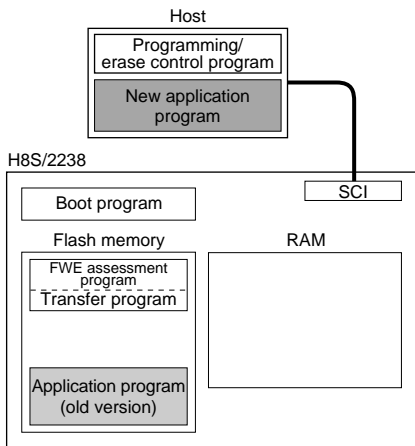 Host
Programming/
erase control program
New application
program
H8S/2238
SCI
Boot program
Flash memory
RAM
FWE assessment
program
Transfer program
Application program
(old version)